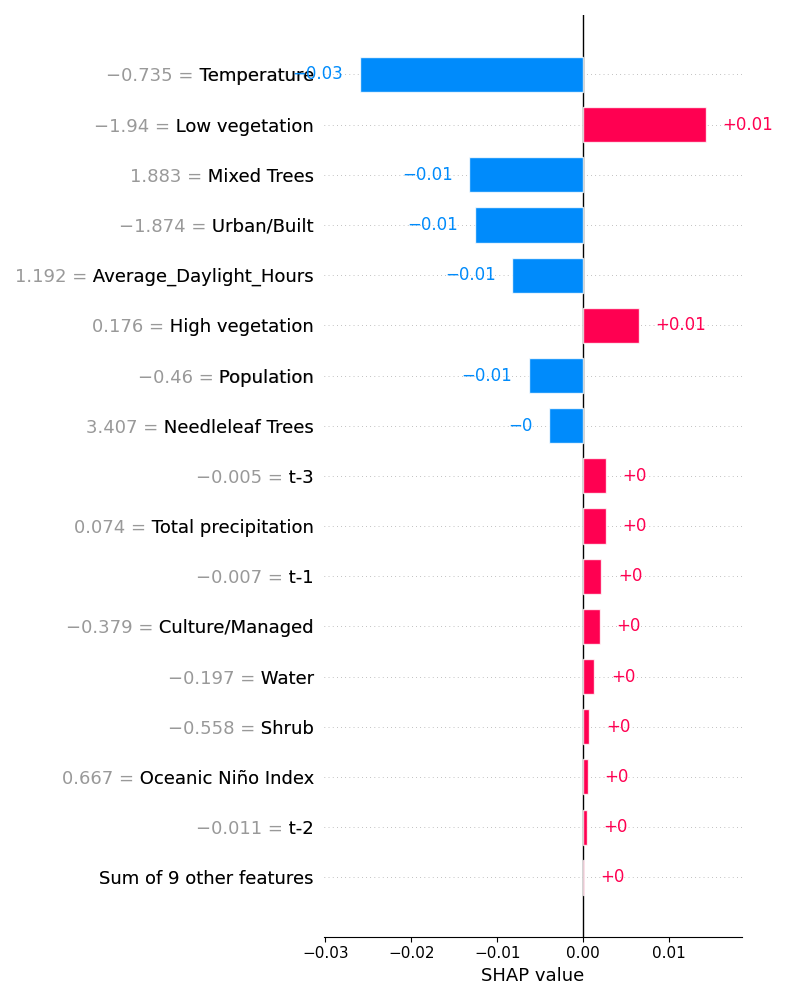 −0.735 = Temperature −0.03
−1.94 = Low vegetation +0.01
1.883 = Mixed Trees −0.01
−1.874 = Urban/Built −0.01
1.192 = Average_Daylight_Hours −0.01
0.176 = High vegetation +0.01
−0.46 = Population −0.01
3.407 = Needleleaf Trees −0
−0.005 = t-3 +0
0.074 = Total precipitation +0
−0.007 = t-1 +0
−0.379 = Culture/Managed +0
−0.197 = Water +0
−0.558 = Shrub +0
0.667 = Oceanic Niño Index +0
−0.011 = t-2 +0
Sum of 9 other features +0
−0.03 −0.02 −0.01 0.00 0.01
SHAP value